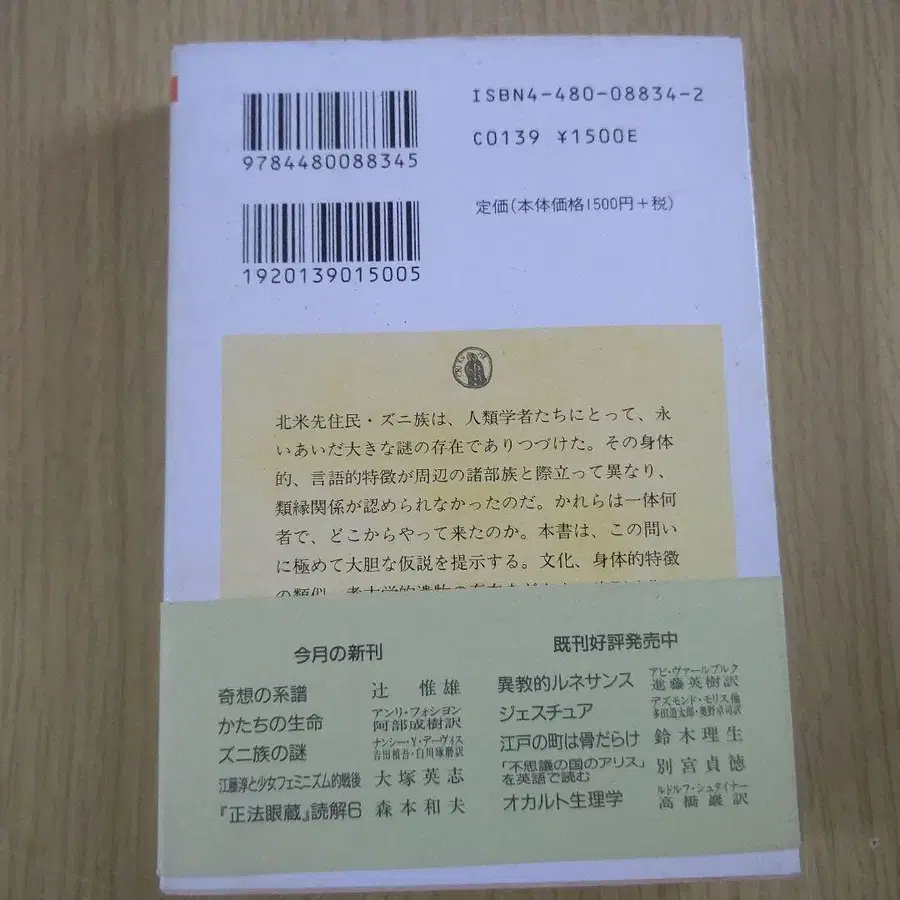 ISBN4-480-08834-2
C0139 ¥1500E
9784480088345
定価(本体価格1500円+税)
1920139015005
北米先住民・ズニ族は、人類学者たちにとって、永
いあいだ大きな謎の存在でありつづけた。その身体
的、言語的特徴が周辺の諸部族と際立って異なり、
類縁関係が認められなかったのだ。かれらは一体何
者で、どこからやって来たのか。本書は、この問い
に極めて大胆な仮説を提示する。文化、身体的特徴
の類似、考古学的遺物の存在
今月の新刊
奇想の系譜 辻惟雄
かたちの生命 アンリ・フォシヨン 阿部成樹訳
ズニ族の謎 ナンシー・Y・デーヴィス 吉田禎吾・白川琢磨訳
江藤淳と少女フェミニズム的戦後 大塚英志
『正法眼蔵』読解6 森本和夫
既刊好評発売中
異教的ルネサンス アビ・ヴァールブルク 進藤英樹訳
ジェスチュア デズモンド・モリス他 多田道太郎・奥野卓司訳
江戸の町は骨だらけ 鈴木理生
「不思議の国のアリス」を英語で読む 別宮貞徳
オカルト生理学 ルドルフ・シュタイナー 高橋巖訳